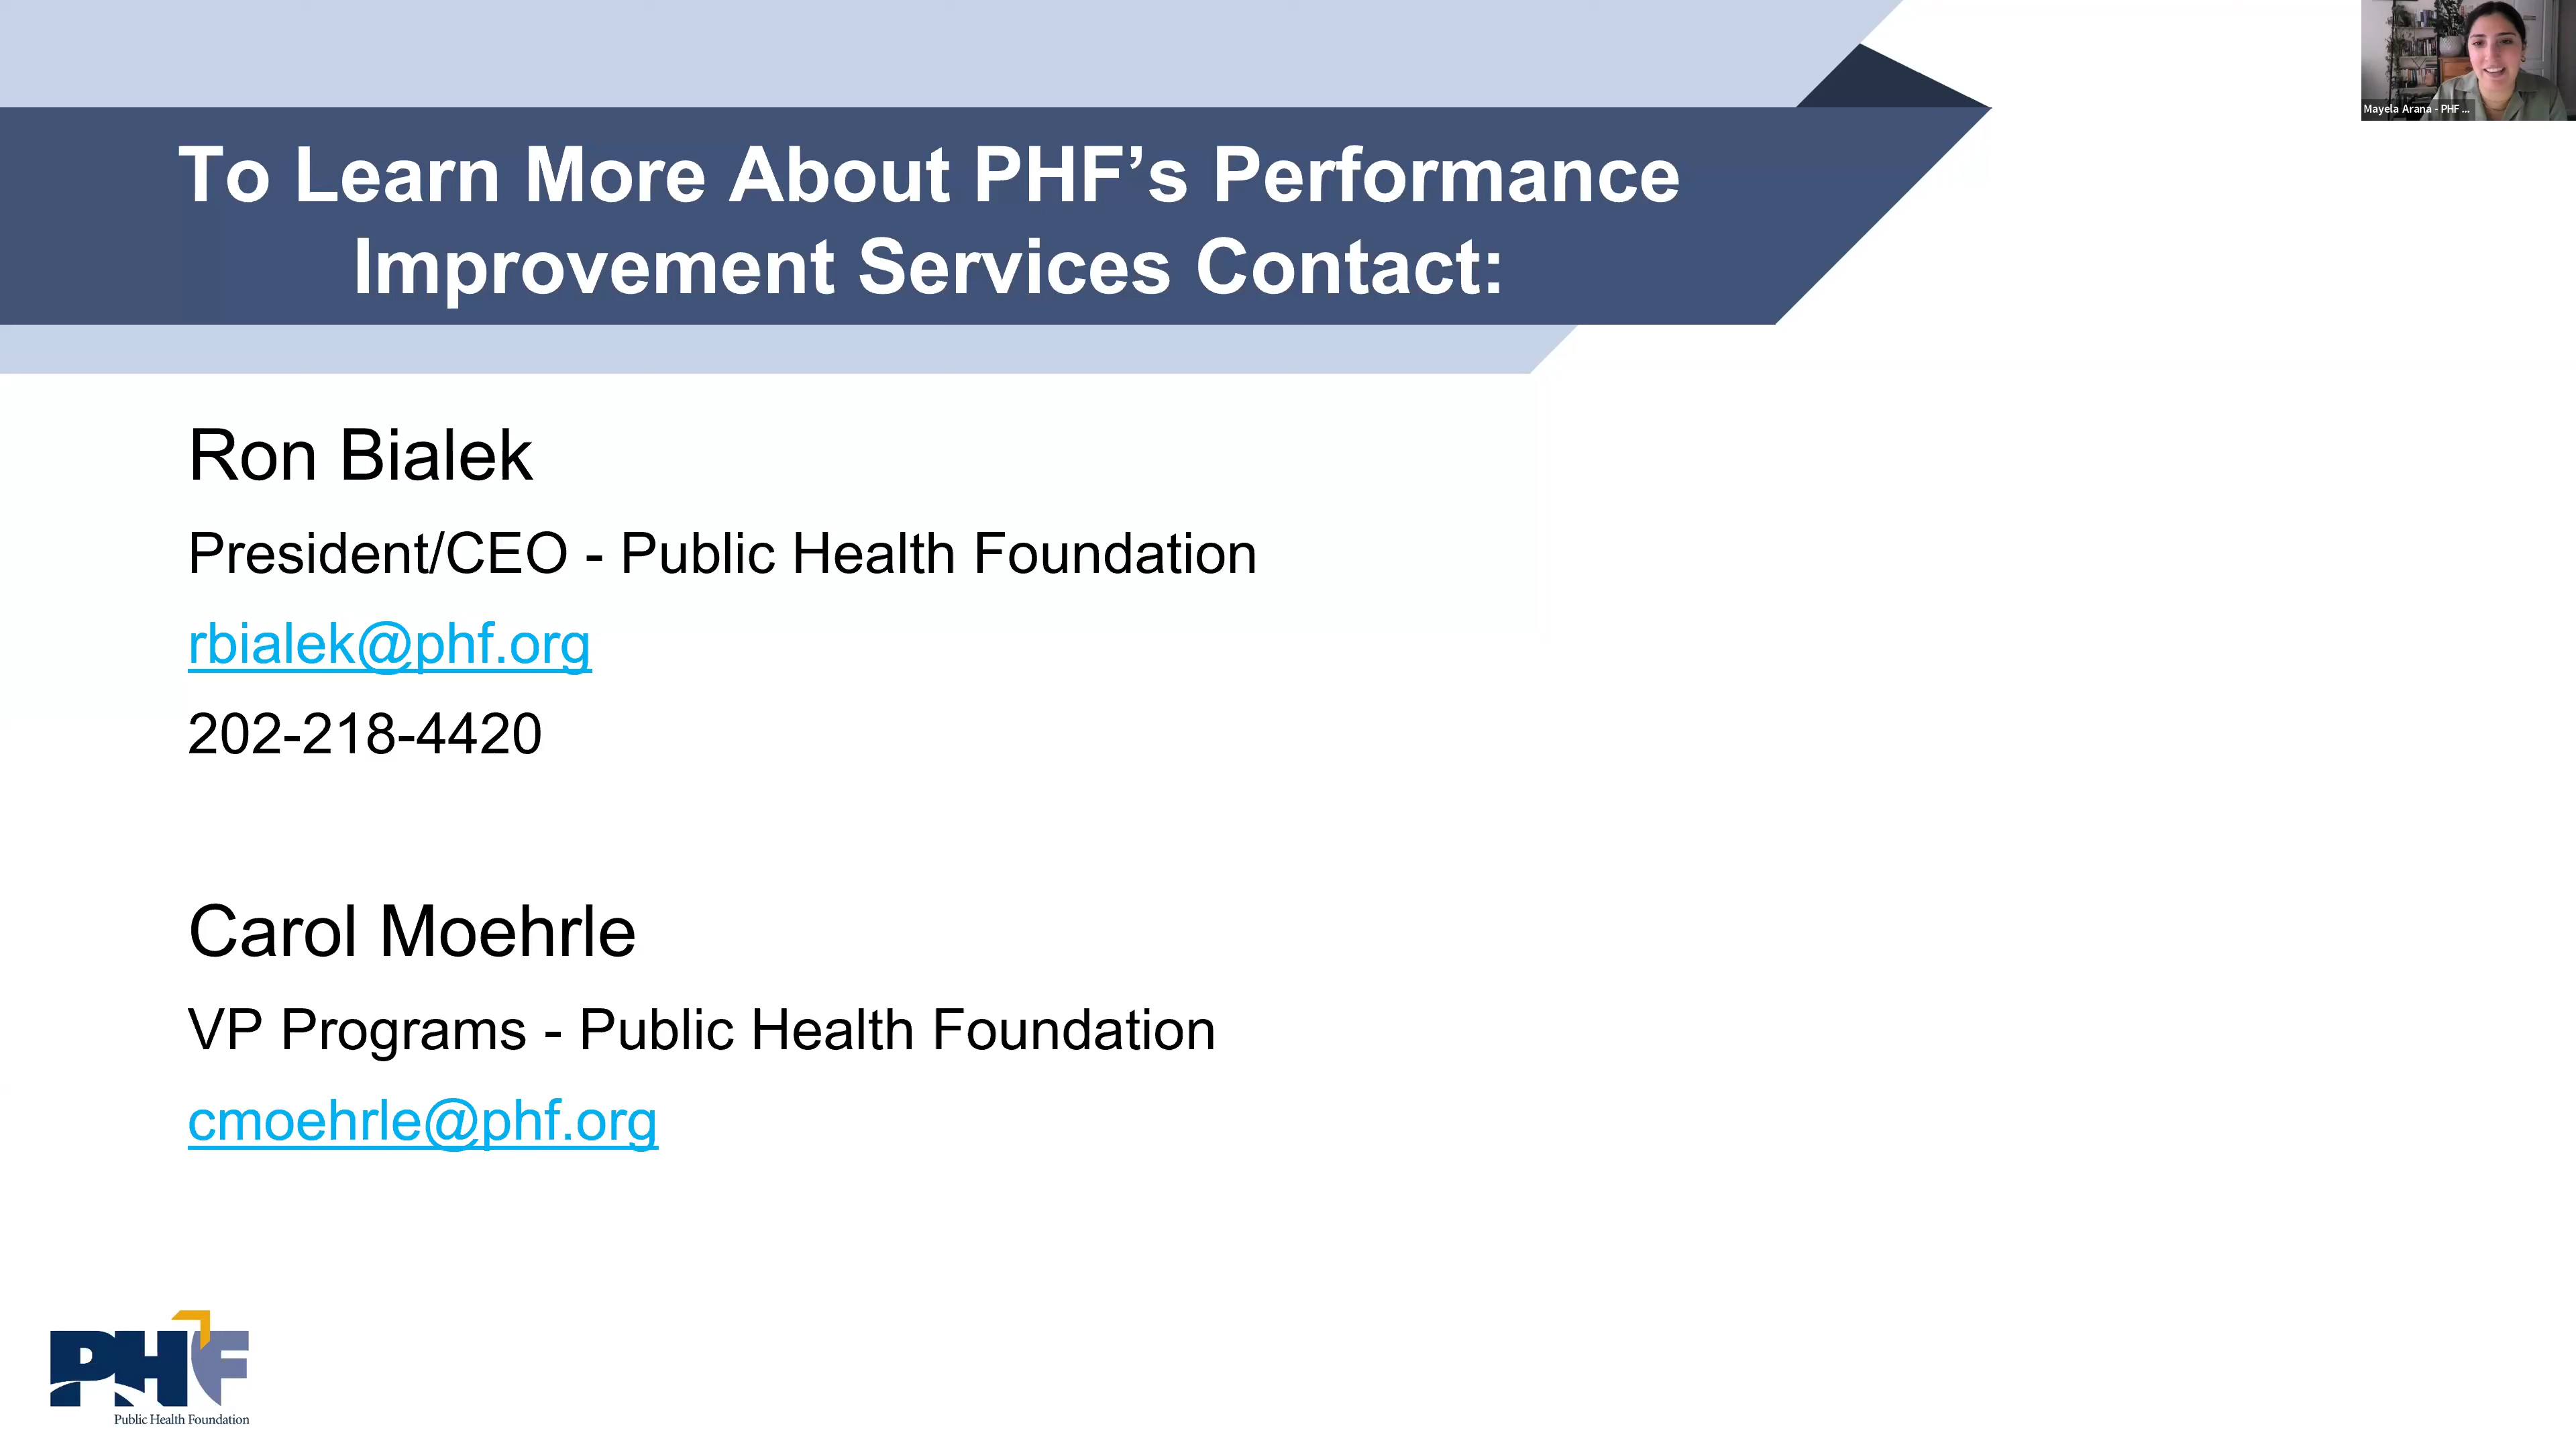 To Learn More About PHF’s Performance
Improvement Services Contact:
Mayela Arana - PHF ...
Ron Bialek
President/CEO - Public Health Foundation
rbialek@phf.org
202-218-4420
Carol Moehrle
VP Programs - Public Health Foundation
cmoehrle@phf.org
PHF
Public Health Foundation